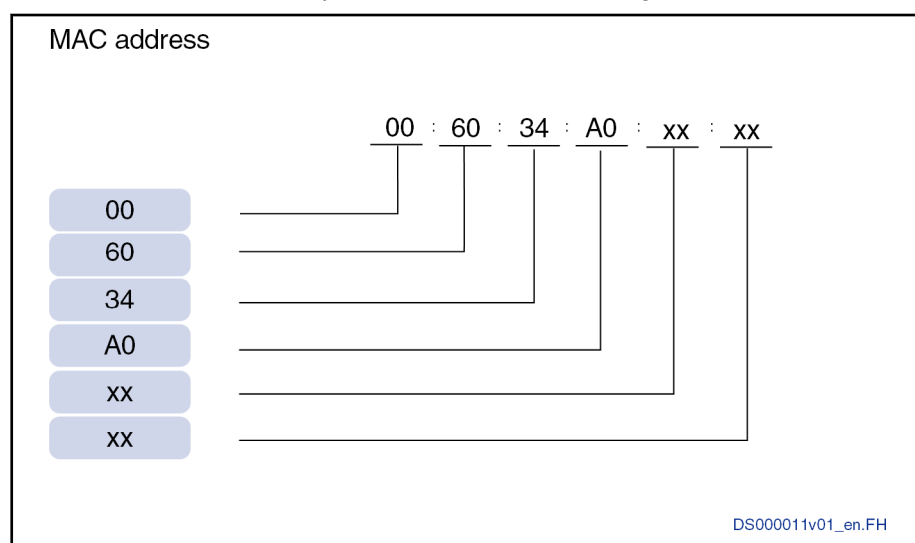 MAC address
00 : 60 : 34 : A0 : xx : xx
00
60
34
A0
xx
xx
DS000011v01_en.FH